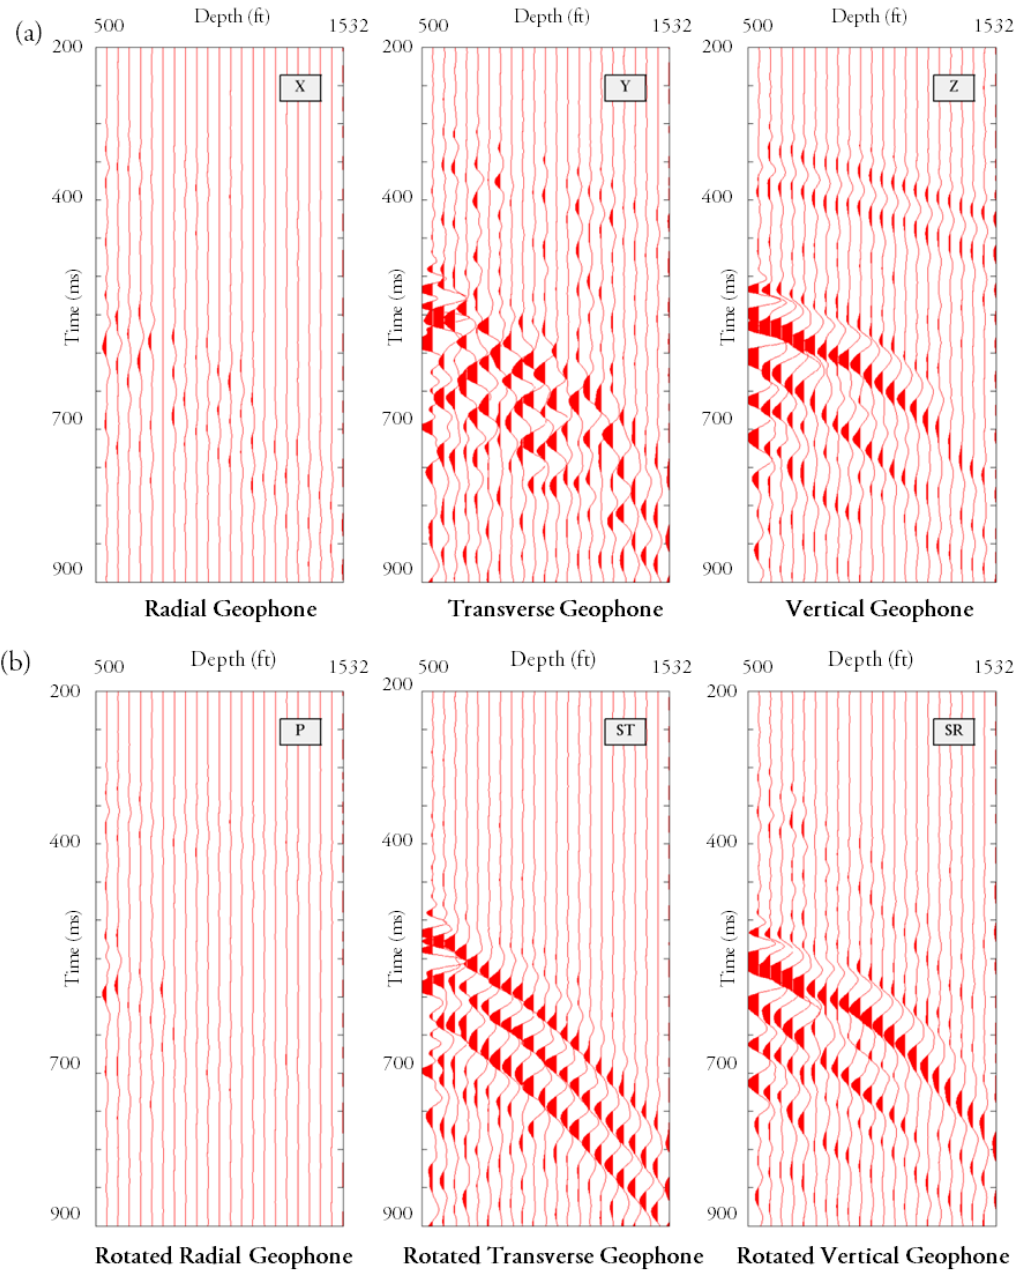 (a)
Depth (ft) Depth (ft) Depth (ft)
500 1532 500 1532 500 1532
200 200 200
X Y Z
400 400 400
Time (ms) Time (ms) Time (ms)
700 700 700
900 900 900
Radial Geophone Transverse Geophone Vertical Geophone
(b)
Depth (ft) Depth (ft) Depth (ft)
500 1532 500 1532 500 1532
200 200 200
P ST SR
400 400 400
Time (ms) Time (ms) Time (ms)
700 700 700
900 900 900
Rotated Radial Geophone Rotated Transverse Geophone Rotated Vertical Geophone